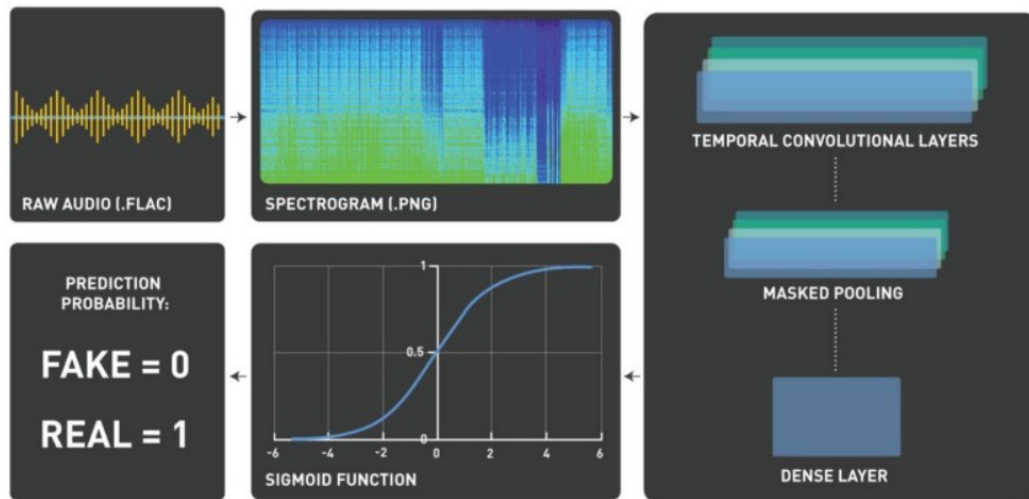 RAW AUDIO (.FLAC)
SPECTROGRAM (.PNG)
TEMPORAL CONVOLUTIONAL LAYERS
MASKED POOLING
DENSE LAYER
1
0.5
0
-6 -4 -2 0 2 4 6
SIGMOID FUNCTION
PREDICTION
PROBABILITY:
FAKE = 0
REAL = 1